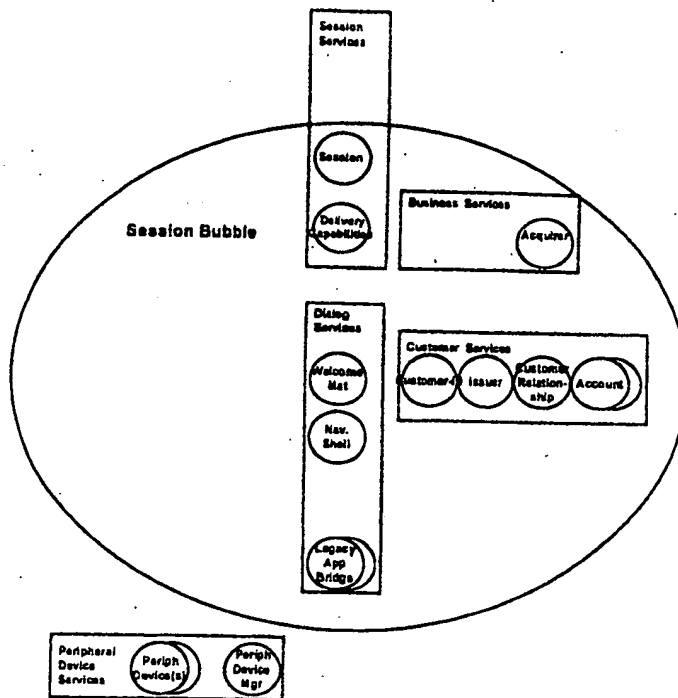 Session
Services
Session
Delivery
Capabilities
Session Bubble
Business Services
Acquirer
Dialog
Services
Welcome
Mat
Nav.
Shell
Legacy
App
Bridge
Customer Services
Issuer
Customer
Relation-
ship
Account
Peripheral
Device
Services
Periph
Device(s)
Periph
Device
Mgr